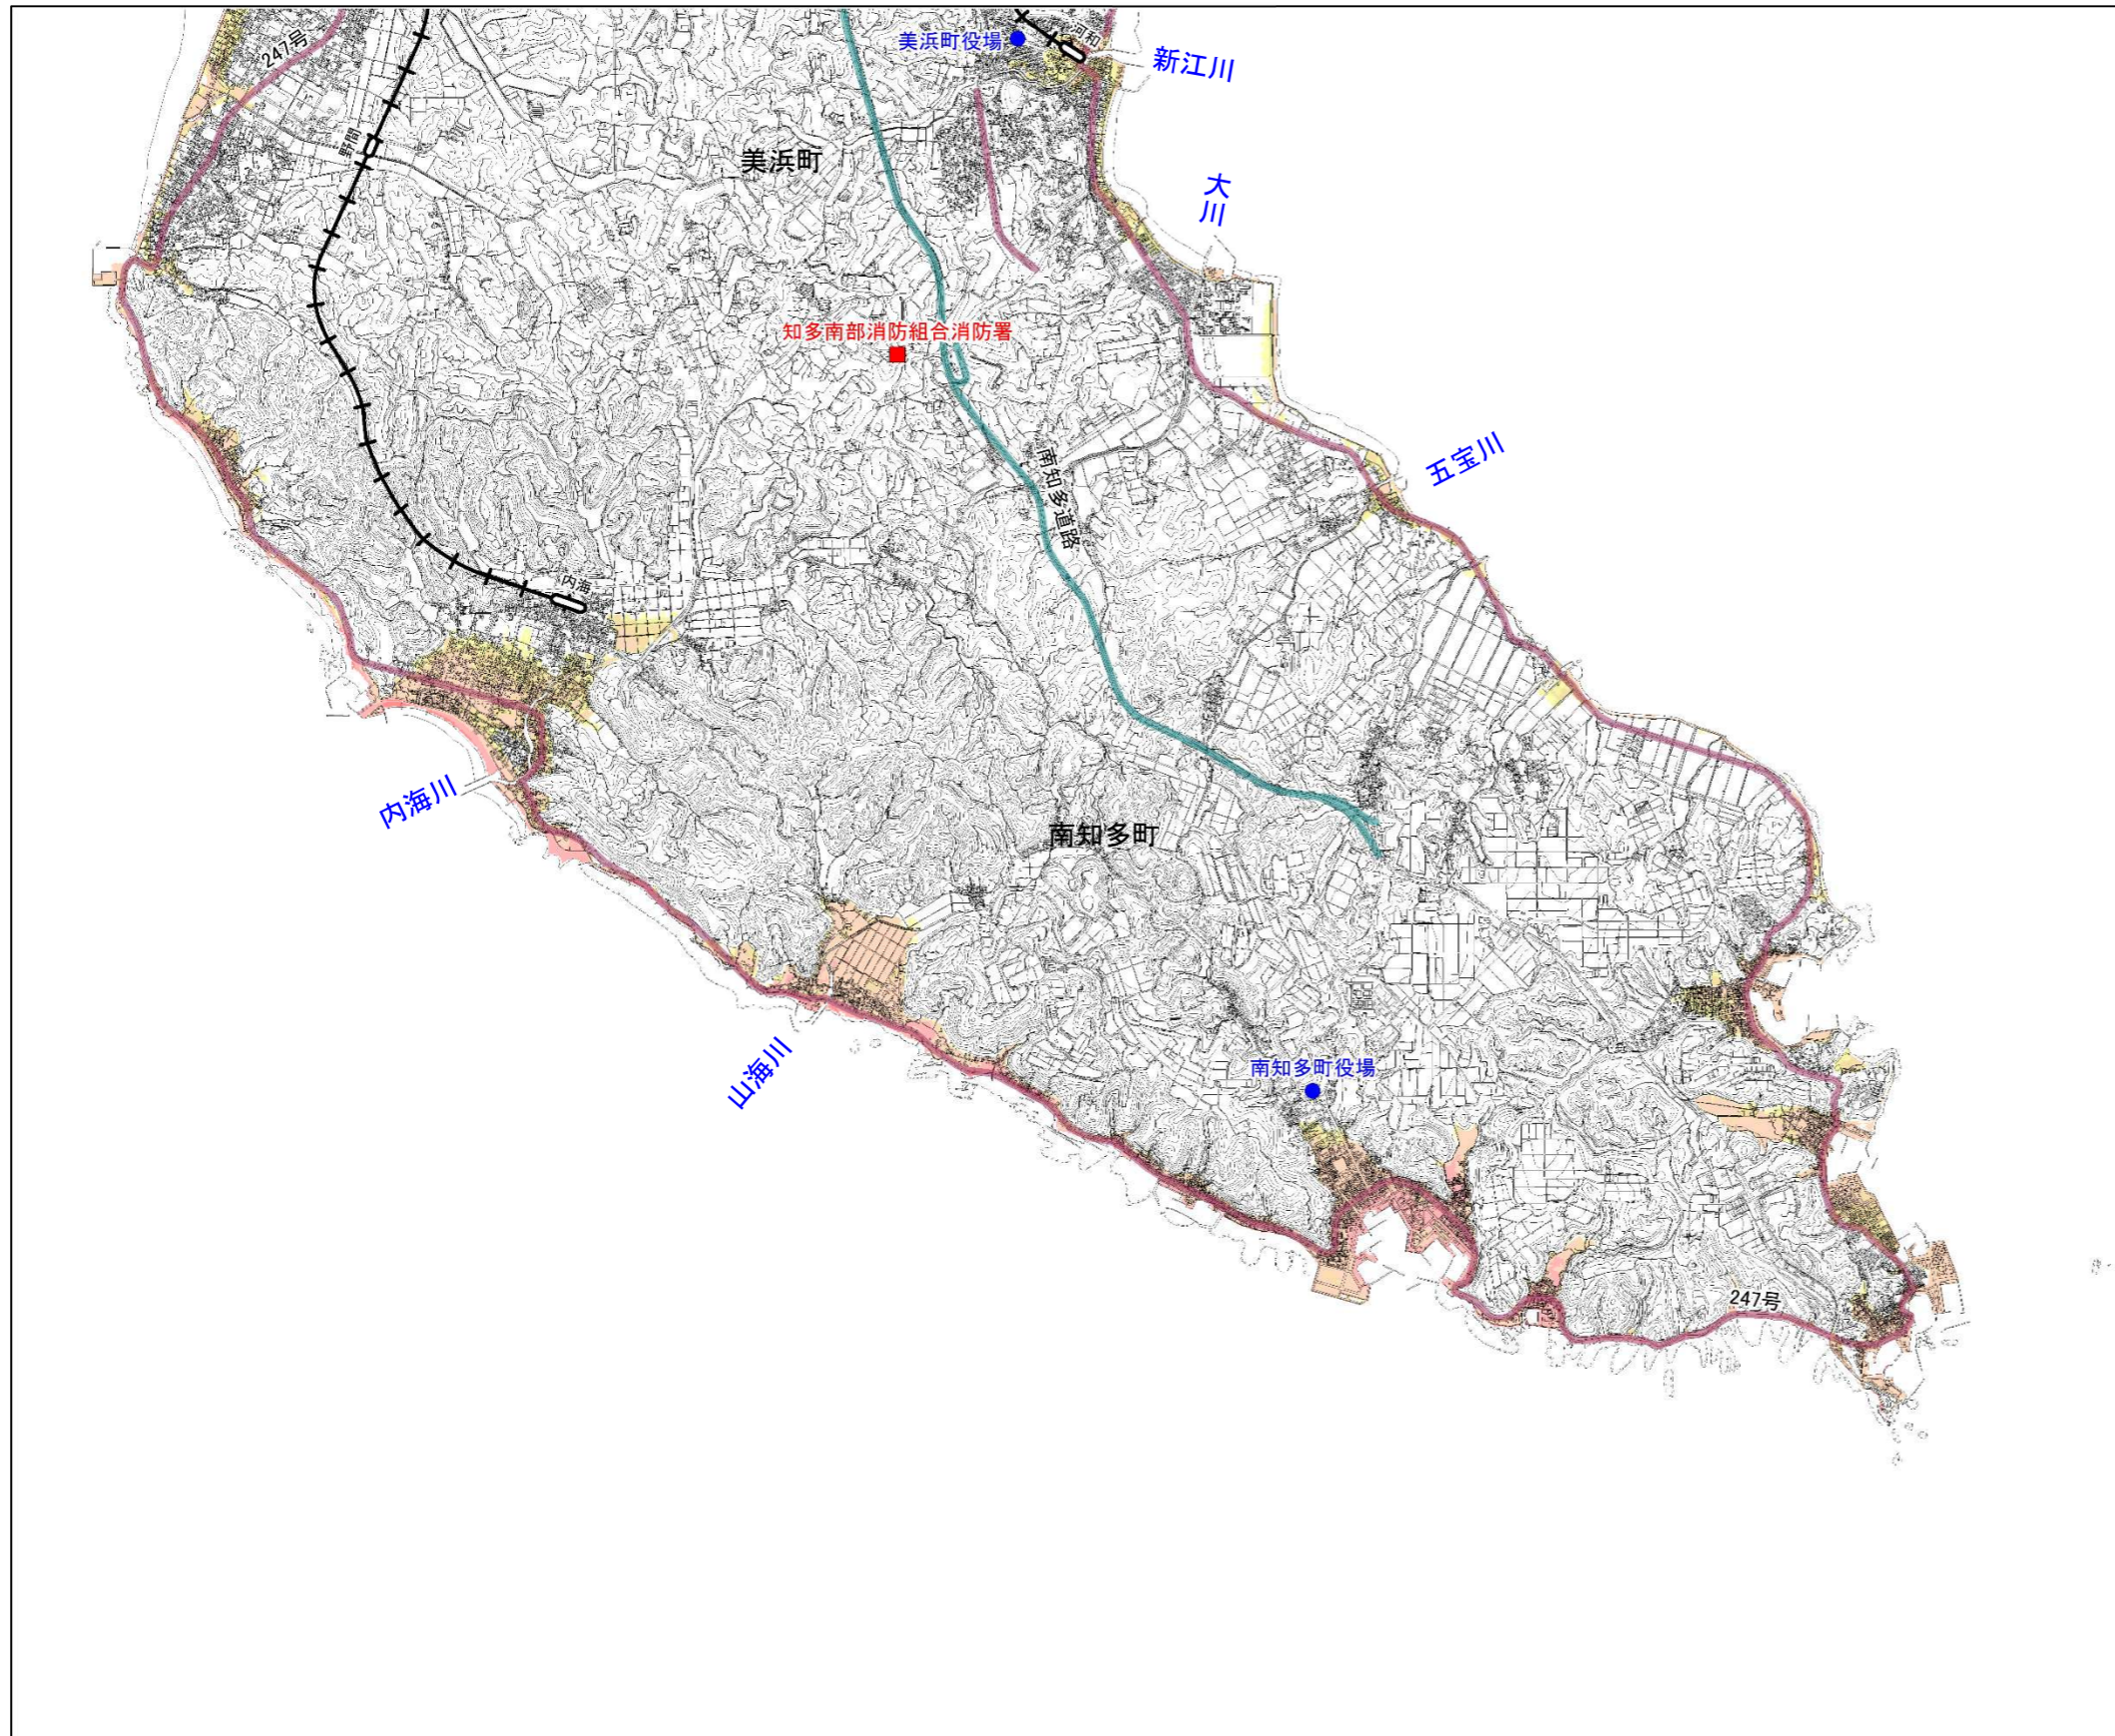 247号
美浜町役場
河和
新江川
野間
美浜町
大川
知多南部消防組合消防署
五宝川
南知多道路
内海
内海川
南知多町
山海川
南知多町役場
247号